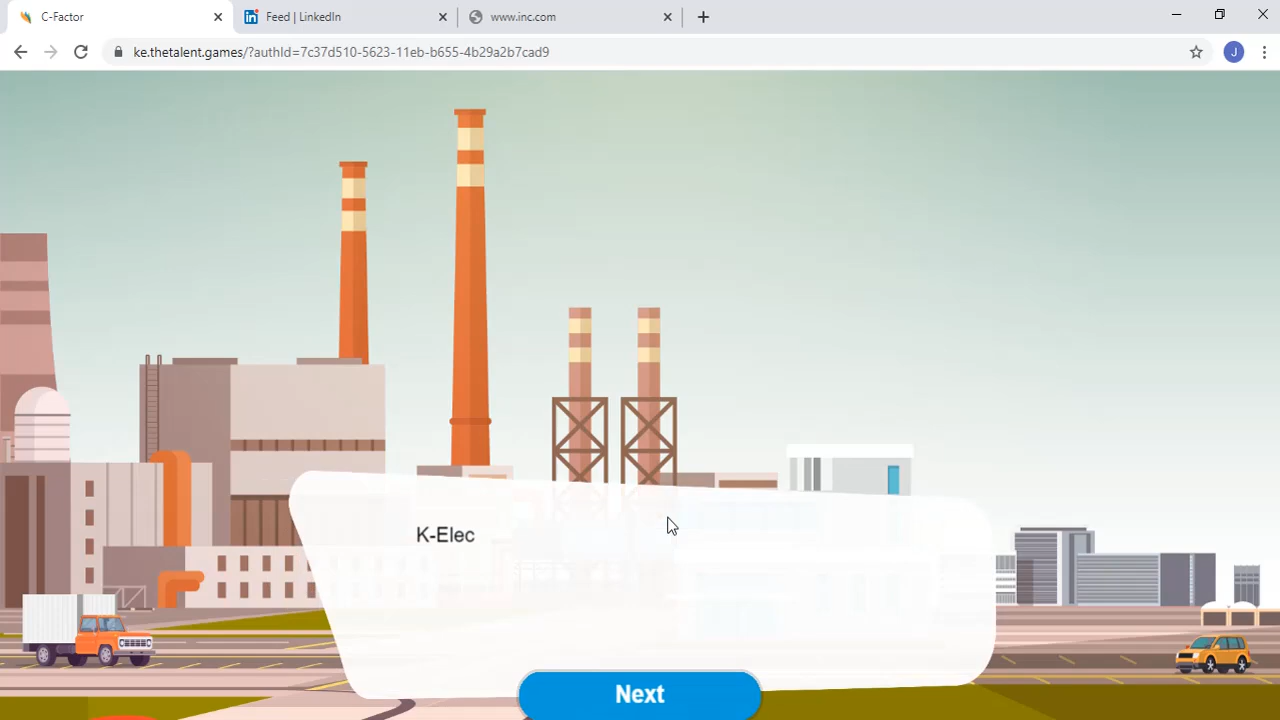 C-Factor
Feed | LinkedIn
www.inc.com
ke.thetalent.games/?authId=7c37d510-5623-11eb-b655-4b29a2b7cad9
J
K-Elec
Next